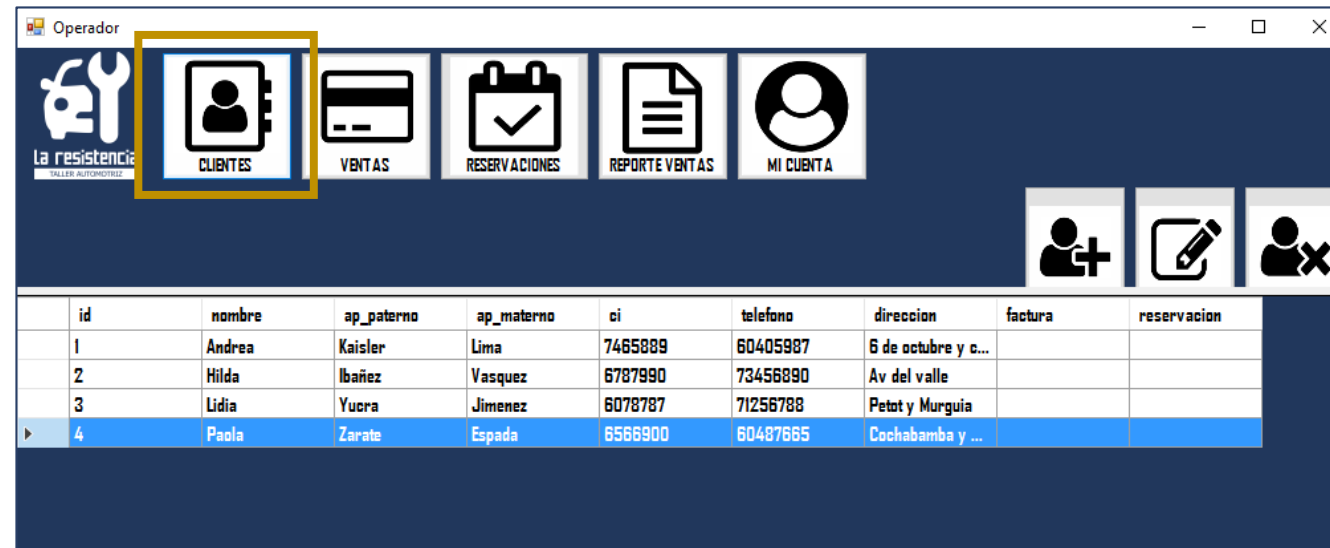 Operador
La resistencia
TALLER AUTOMOTRIZ
CLIENTES VENTAS RESERVACIONES REPORTE VENTAS MI CUENTA
id nombre ap_paterno ap_materno ci telefono direccion factura reservacion
1 Andrea Kaisler Lima 7465889 60405987 6 de octubre y c...
2 Hilda Ibañez Vasquez 6787990 73456890 Av del valle
3 Lidia Yucra Jimenez 6078787 71256788 Petot y Murguia
4 Paola Zarate Espada 6566900 60487665 Cochabamba y ...